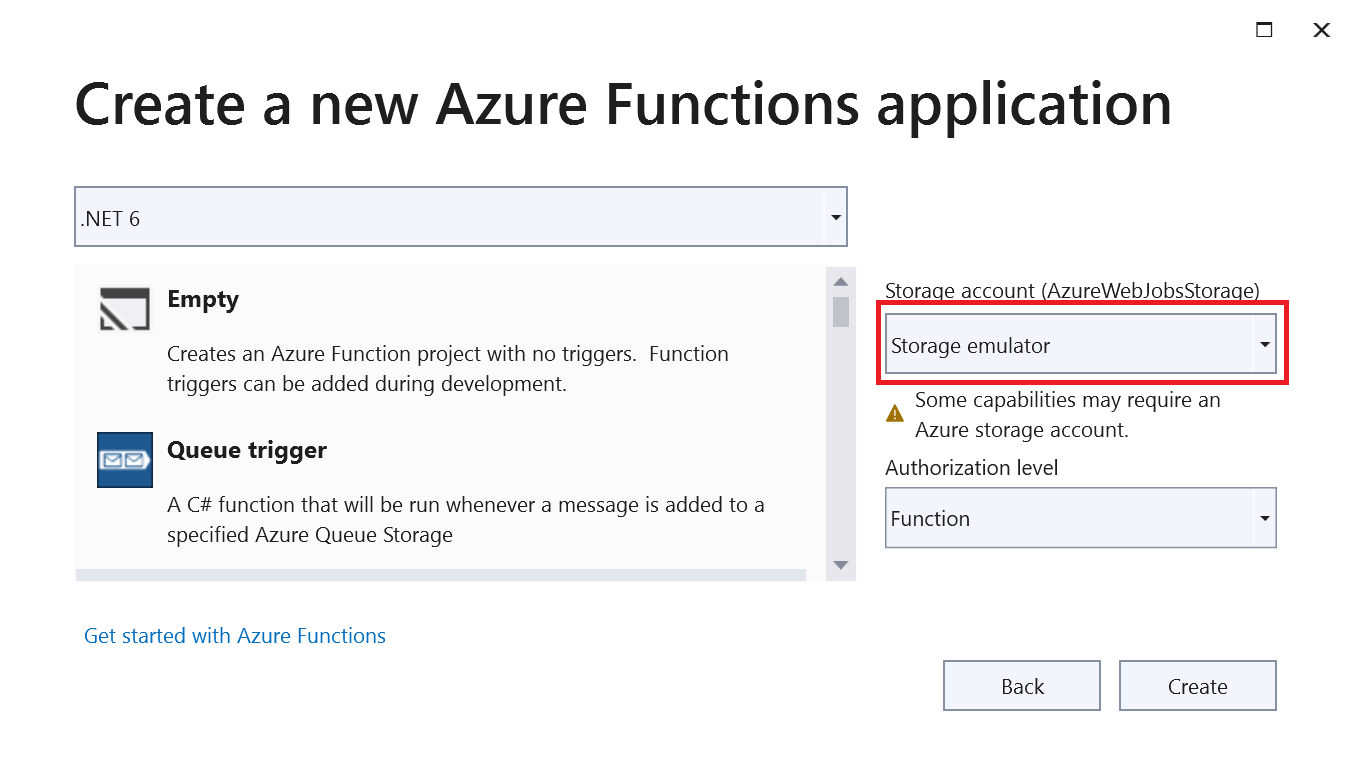 Create a new Azure Functions application
.NET 6
Empty
Creates an Azure Function project with no triggers.  Function
triggers can be added during development.
Queue trigger
A C# function that will be run whenever a message is added to a
specified Azure Queue Storage
Storage account (AzureWebJobsStorage)
Storage emulator
Some capabilities may require an
Azure storage account.
Authorization level
Function
Get started with Azure Functions
Back
Create